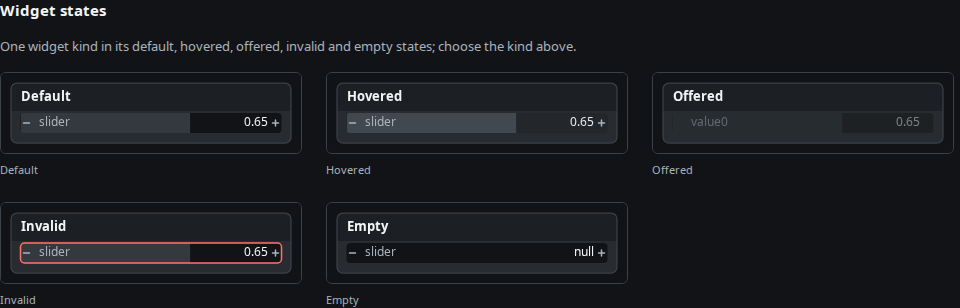 Widget states
One widget kind in its default, hovered, offered, invalid and empty states; choose the kind above.
Default
− slider 0.65 +
Default
Hovered
− slider 0.65 +
Hovered
Offered
value0 0.65
Offered
Invalid
− slider 0.65 +
Invalid
Empty
− slider null +
Empty